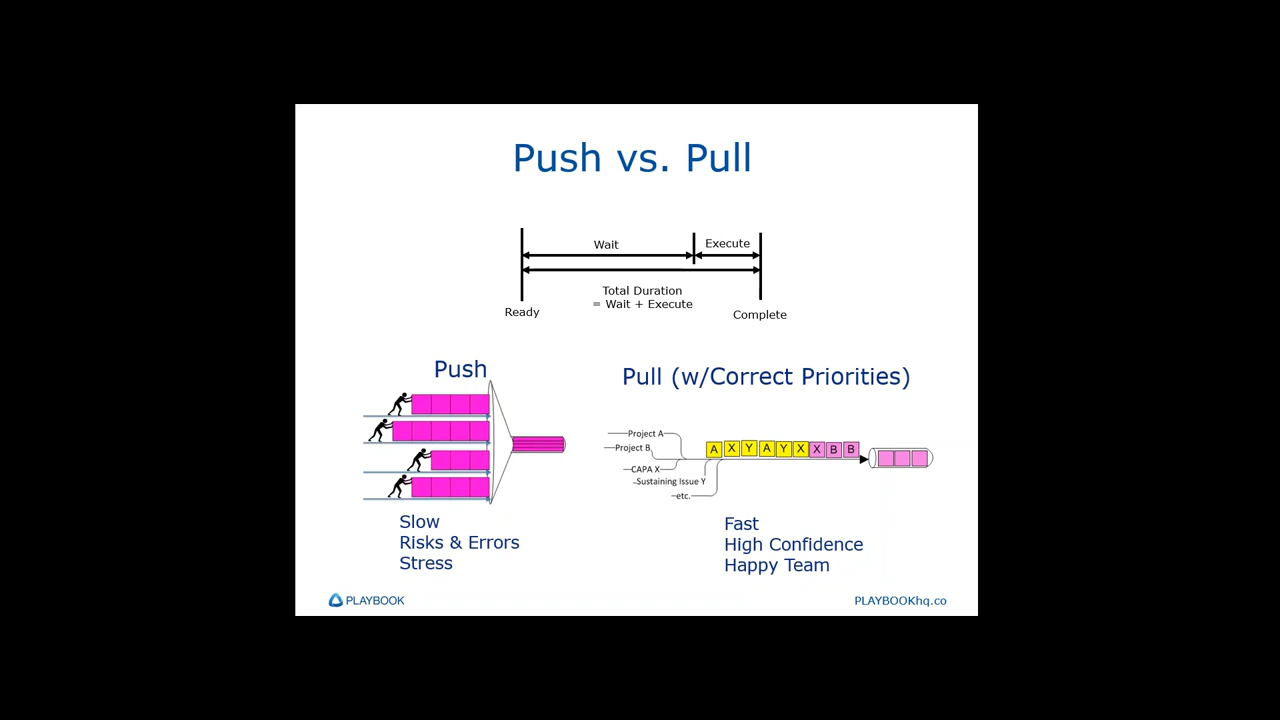 Push vs. Pull
Wait
Execute
Total Duration
= Wait + Execute
Ready
Complete
Push
Pull (w/Correct Priorities)
Project A
Project B
CAPA X
Sustaining Issue Y
etc.
A X Y A Y X X B B
Slow
Risks & Errors
Stress
Fast
High Confidence
Happy Team
PLAYBOOK
PLAYBOOKhq.co